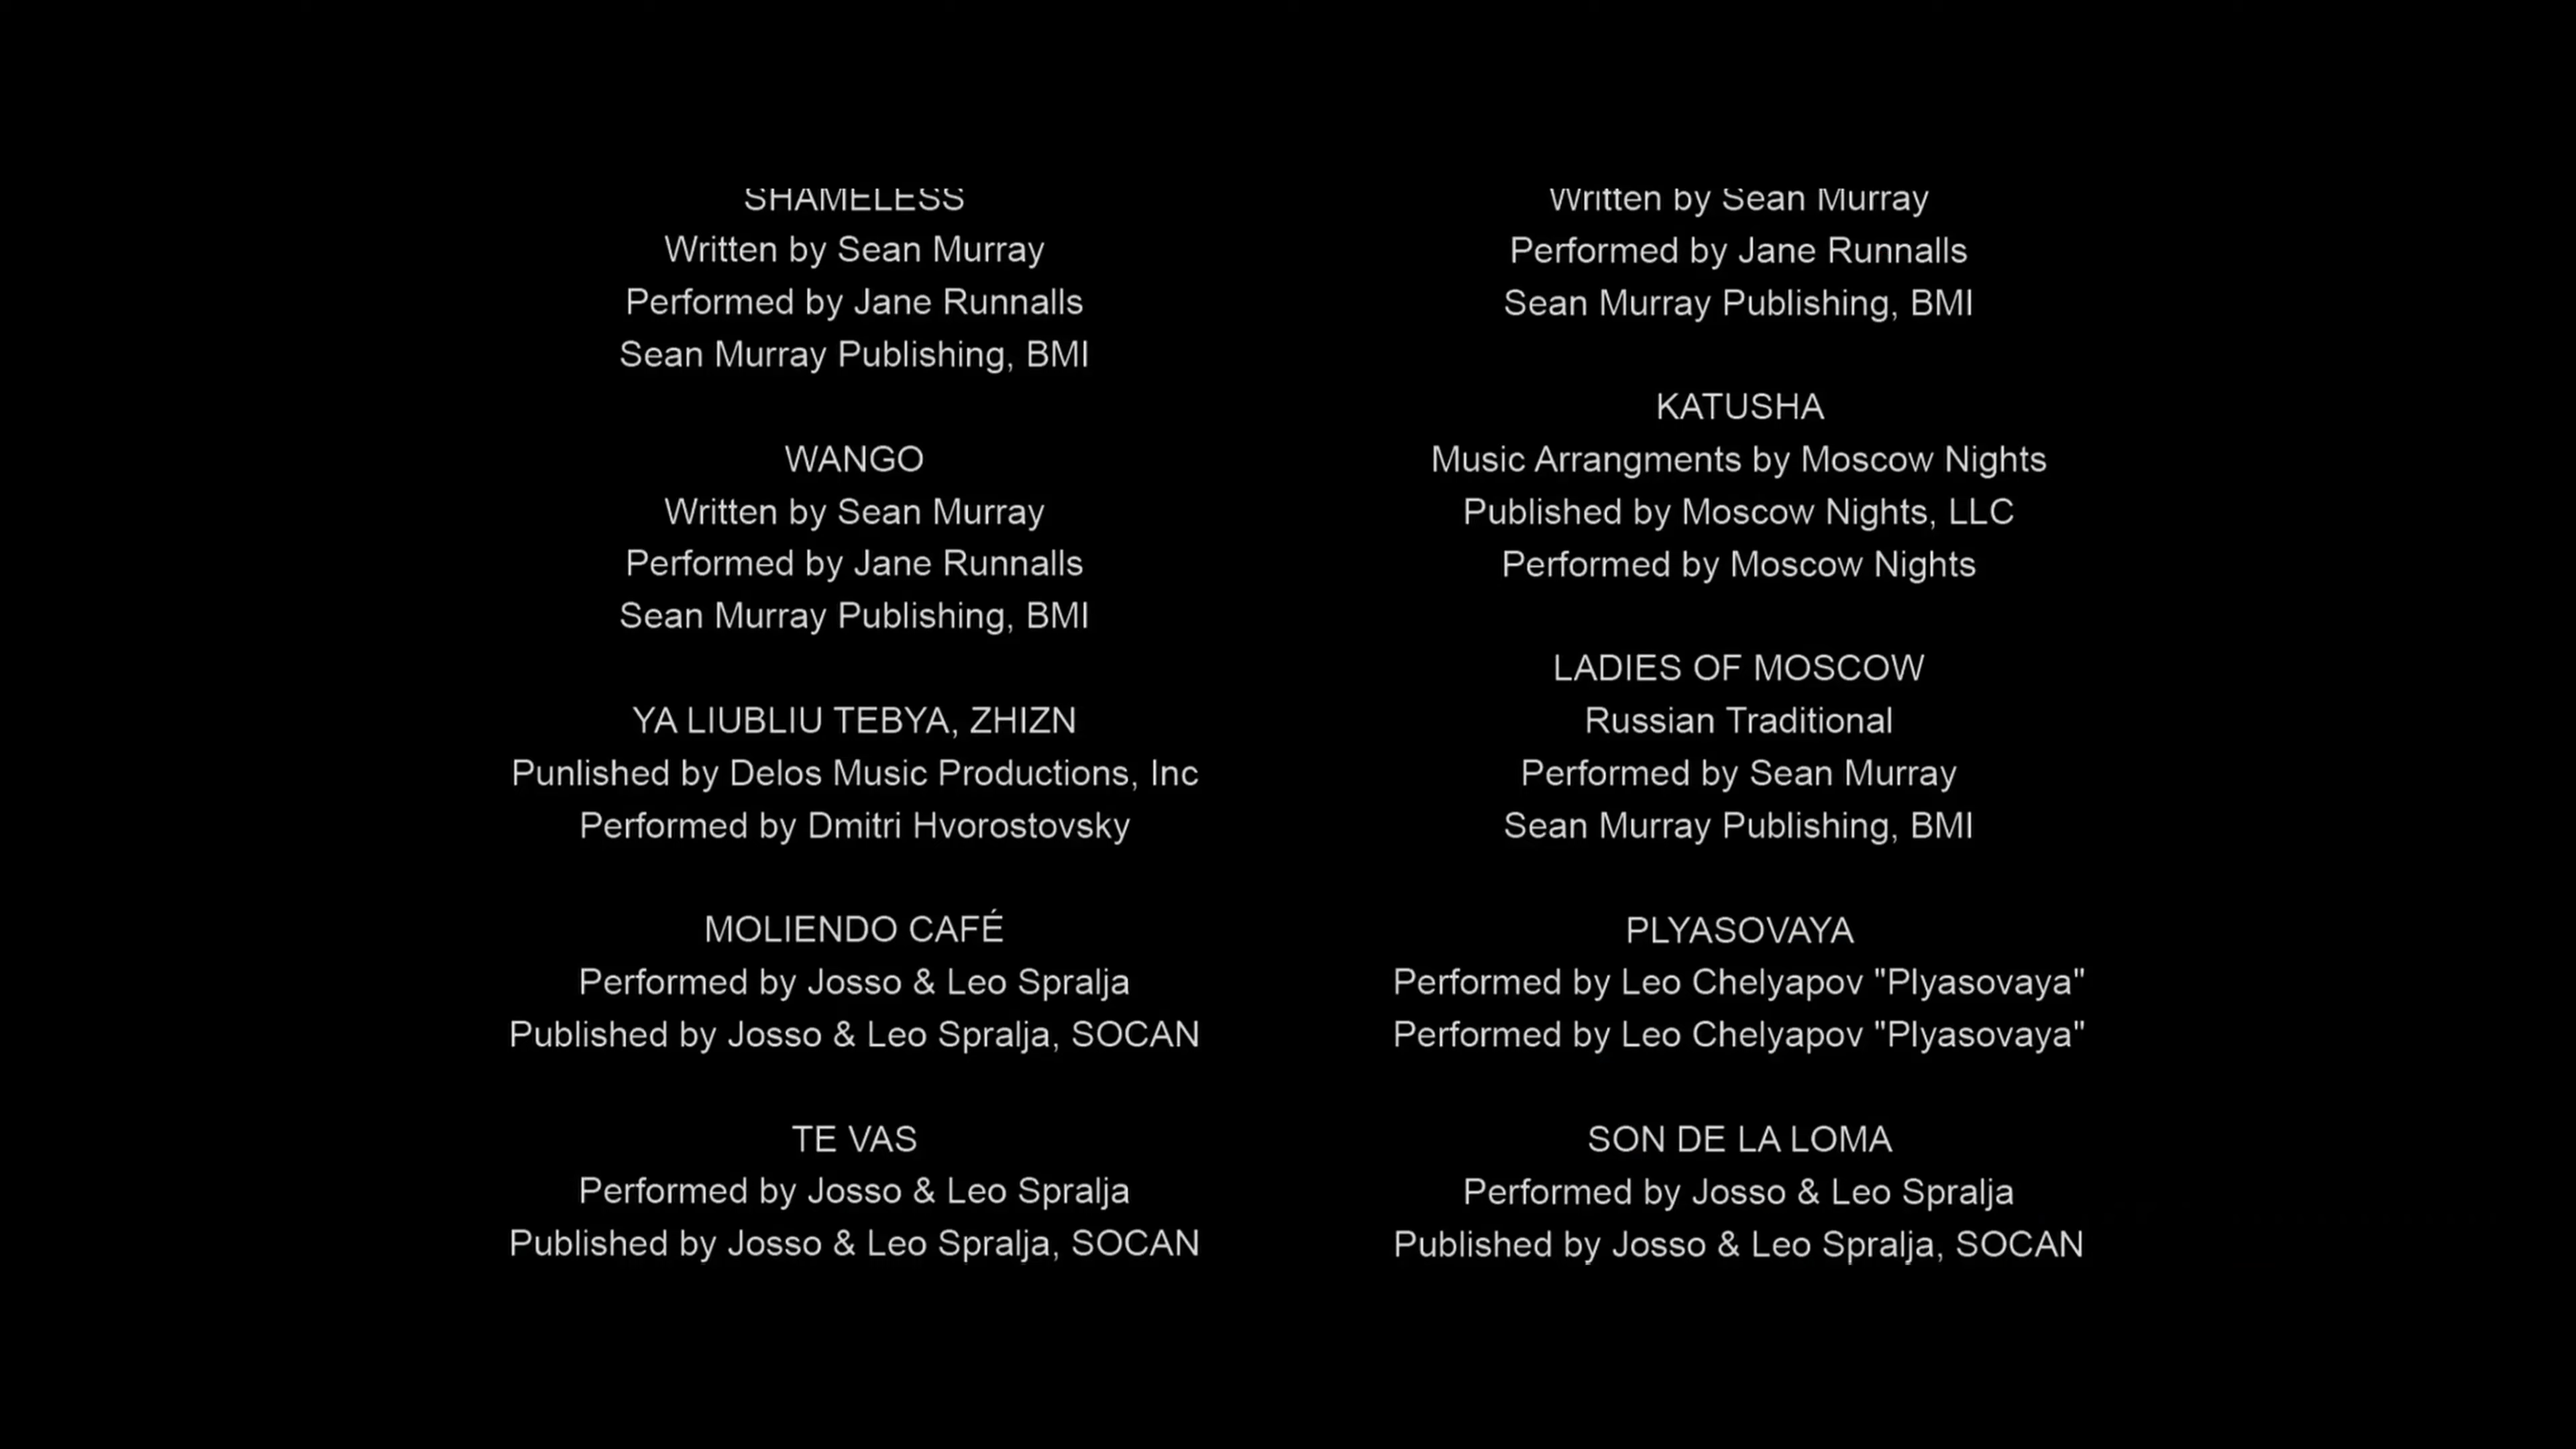 SHAMELESS
Written by Sean Murray
Performed by Jane Runnalls
Sean Murray Publishing, BMI
WANGO
Written by Sean Murray
Performed by Jane Runnalls
Sean Murray Publishing, BMI
YA LIUBLIU TEBYA, ZHIZN
Punlished by Delos Music Productions, Inc
Performed by Dmitri Hvorostovsky
MOLIENDO CAFÉ
Performed by Josso & Leo Spralja
Published by Josso & Leo Spralja, SOCAN
TE VAS
Performed by Josso & Leo Spralja
Published by Josso & Leo Spralja, SOCAN
Written by Sean Murray
Performed by Jane Runnalls
Sean Murray Publishing, BMI
KATUSHA
Music Arrangments by Moscow Nights
Published by Moscow Nights, LLC
Performed by Moscow Nights
LADIES OF MOSCOW
Russian Traditional
Performed by Sean Murray
Sean Murray Publishing, BMI
PLYASOVAYA
Performed by Leo Chelyapov "Plyasovaya"
Performed by Leo Chelyapov "Plyasovaya"
SON DE LA LOMA
Performed by Josso & Leo Spralja
Published by Josso & Leo Spralja, SOCAN